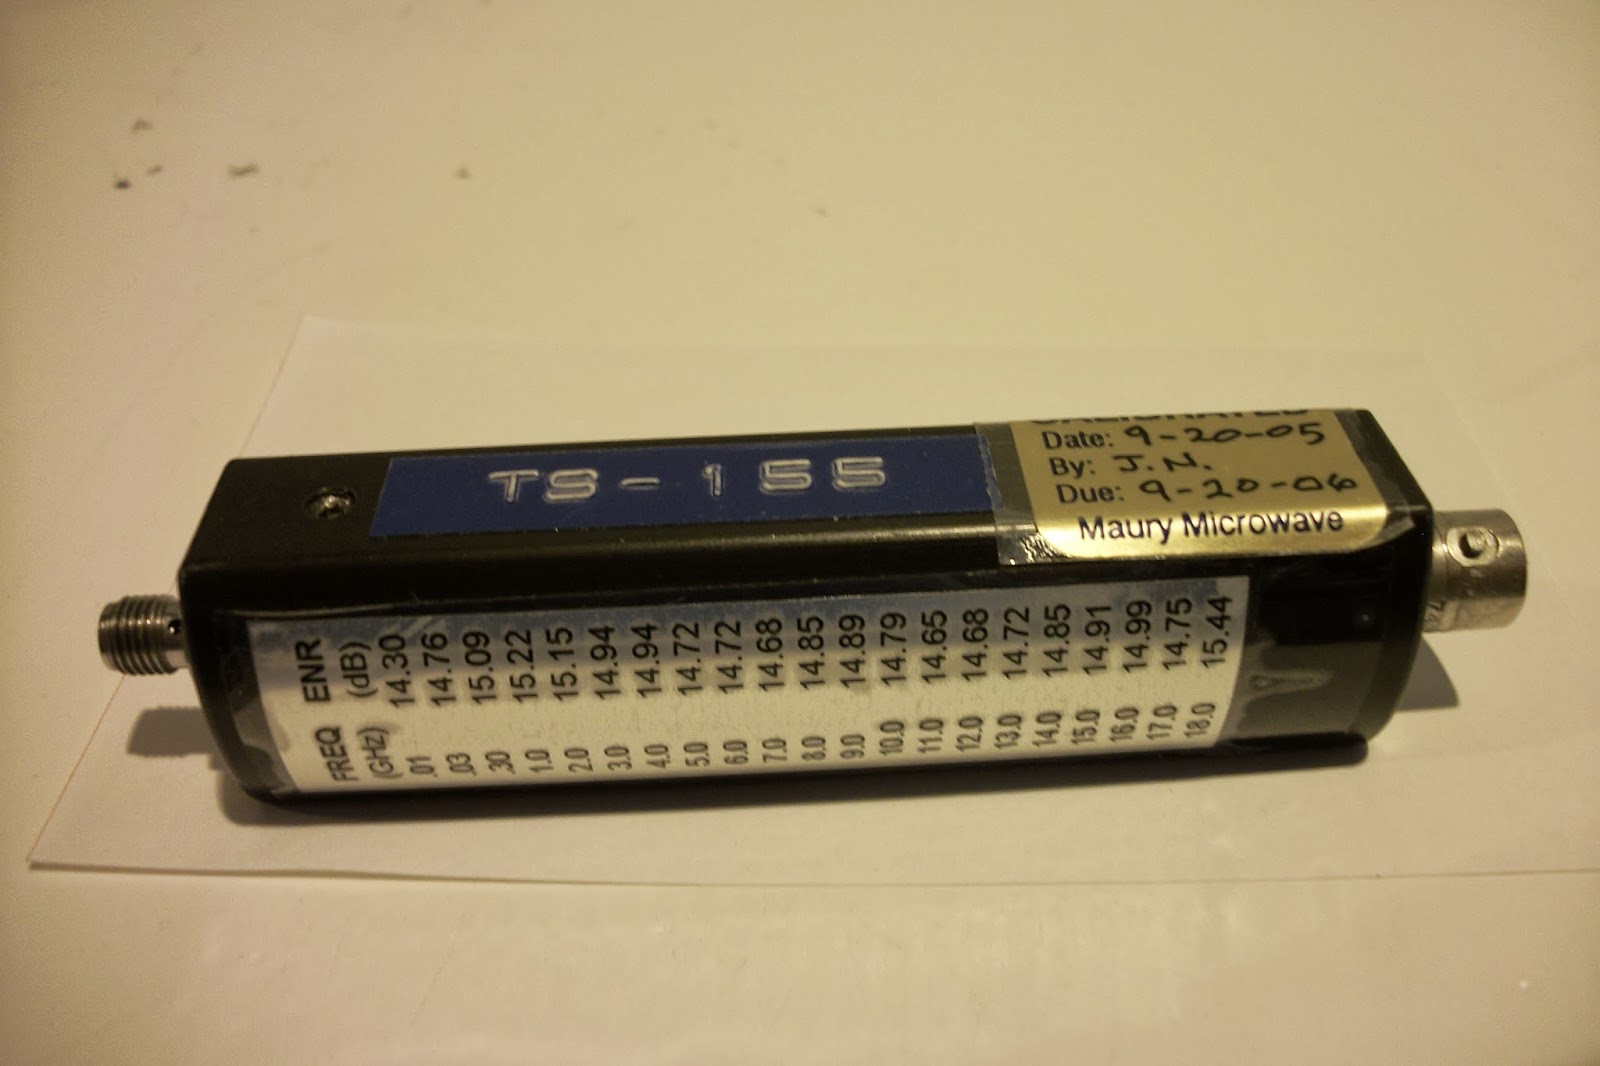 TS-155
CALIBRATED
Date: 9-20-05
By: J.N.
Due: 9-20-06
Maury Microwave
FREQ ENR
(GHz) (dB)
.01 14.30
.03 14.76
.30 15.09
1.0 15.22
2.0 15.15
3.0 14.94
4.0 14.94
5.0 14.72
6.0 14.72
7.0 14.68
8.0 14.85
9.0 14.89
10.0 14.79
11.0 14.65
12.0 14.68
13.0 14.72
14.0 14.85
15.0 14.91
16.0 14.99
17.0 14.75
18.0 15.44